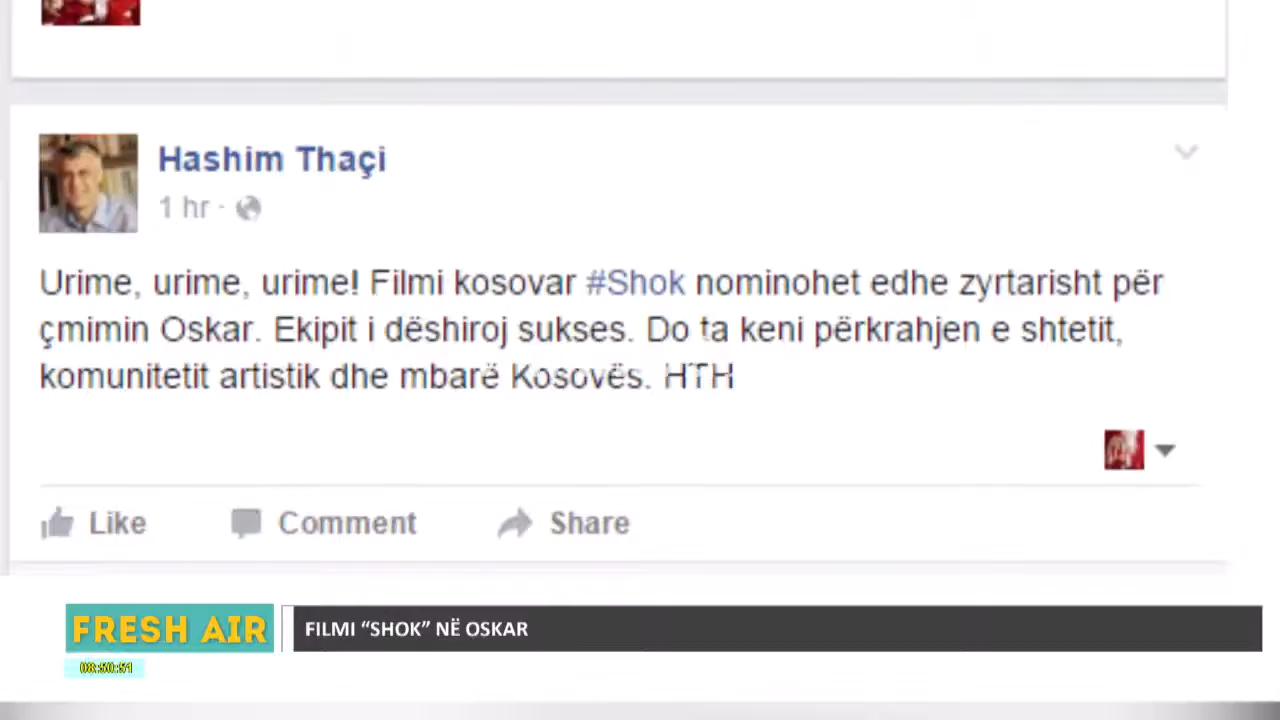 Hashim Thaçi
1 hr ·
Urime, urime, urime! Filmi kosovar #Shok nominohet edhe zyrtarisht për
çmimin Oskar. Ekipit i dëshiroj sukses. Do ta keni përkrahjen e shtetit,
komunitetit artistik dhe mbarë Kosovës. HTH
Like Comment Share
FRESH AIR FILMI “SHOK” NË OSKAR
08:50:51